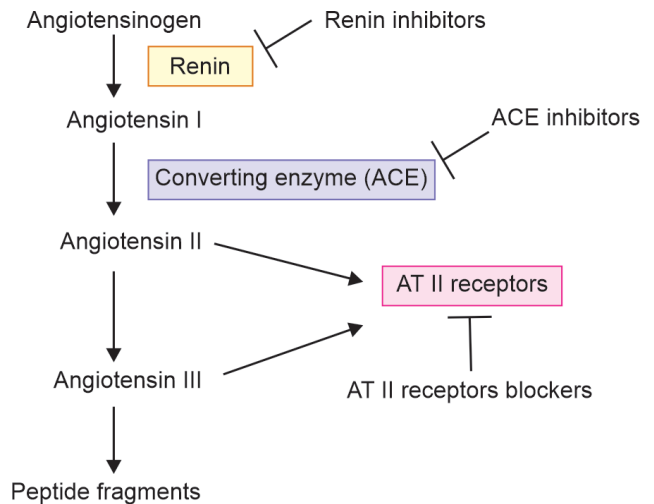 Angiotensinogen
Renin inhibitors
Renin
Angiotensin I
ACE inhibitors
Converting enzyme (ACE)
Angiotensin II
AT II receptors
Angiotensin III
AT II receptors blockers
Peptide fragments